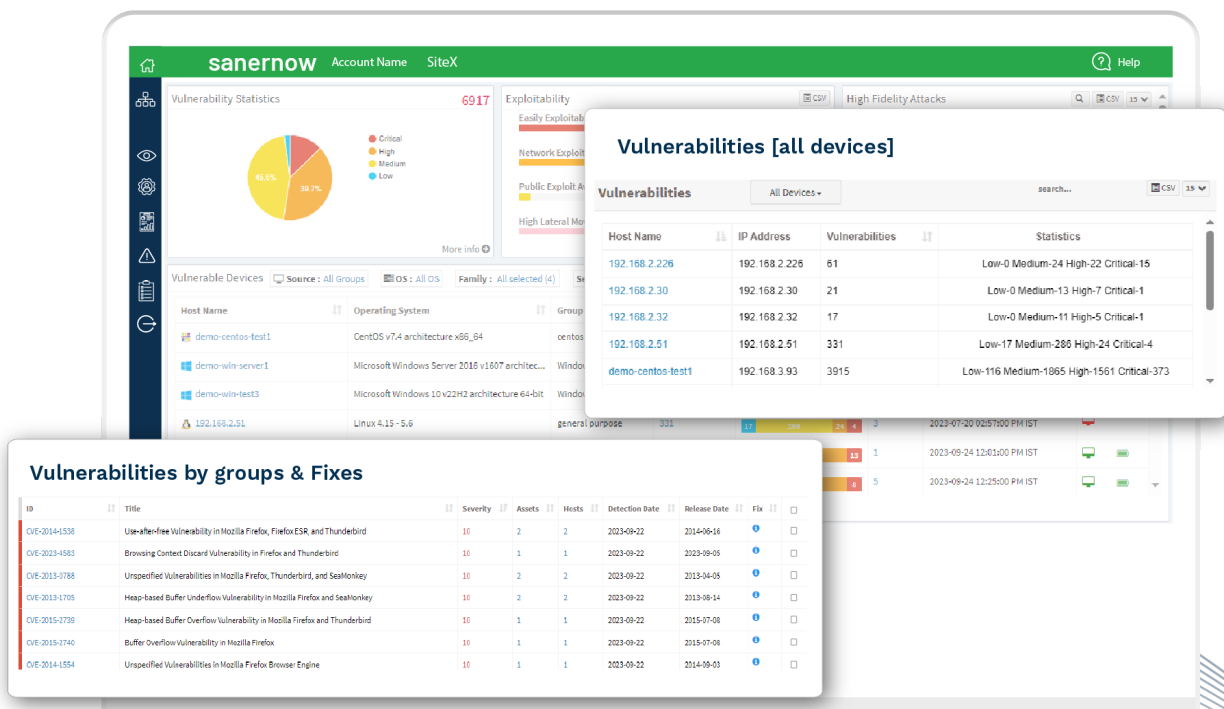 sanernow Account Name SiteX Help
Vulnerability Statistics 6917
Critical
High
Medium
Low
45.5% 39.7%
More info
Exploitability CSV
Easily Exploitab
Network Exploit
Public Exploit Av
High Lateral Mov
High Fidelity Attacks CSV 15
Vulnerabilities [all devices]
Vulnerabilities All Devices search... CSV 15
Host Name IP Address Vulnerabilities Statistics
192.168.2.226 192.168.2.226 61 Low-0 Medium-24 High-22 Critical-15
192.168.2.30 192.168.2.30 21 Low-0 Medium-13 High-7 Critical-1
192.168.2.32 192.168.2.32 17 Low-0 Medium-11 High-5 Critical-1
192.168.2.51 192.168.2.51 331 Low-17 Medium-286 High-24 Critical-4
demo-centos-test1 192.168.3.93 3915 Low-116 Medium-1865 High-1561 Critical-373
Vulnerable Devices Source : All Groups OS : All OS Family : All selected (4) Se
Host Name Operating System Group
demo-centos-test1 CentOS v7.4 architecture x86_64 centos
demo-win-server1 Microsoft Windows Server 2016 v1607 architec... Window
demo-win-test3 Microsoft Windows 10 v22H2 architecture 64-bit Window
192.168.2.51 Linux 4.15 - 5.6 general purpose 331 17 286 24 4 3 2023-07-20 02:57:00 PM IST
13 1 2023-09-24 12:01:00 PM IST
8 5 2023-09-24 12:25:00 PM IST
Vulnerabilities by groups & Fixes
ID Title Severity Assets Hosts Detection Date Release Date Fix
CVE-2014-1538 Use-after-free Vulnerability in Mozilla Firefox, Firefox ESR, and Thunderbird 10 2 2 2023-09-22 2014-06-16
CVE-2023-4583 Browsing Context Discard Vulnerability in Firefox and Thunderbird 10 1 1 2023-09-22 2023-09-05
CVE-2013-0788 Unspecified Vulnerabilities in Mozilla Firefox, Thunderbird, and SeaMonkey 10 2 2 2023-09-22 2013-04-05
CVE-2013-1705 Heap-based Buffer Underflow Vulnerability in Mozilla Firefox and SeaMonkey 10 2 2 2023-09-22 2013-08-14
CVE-2015-2739 Heap-based Buffer Overflow Vulnerability in Mozilla Firefox and Thunderbird 10 1 1 2023-09-22 2015-07-08
CVE-2015-2740 Buffer Overflow Vulnerability in Mozilla Firefox 10 1 1 2023-09-22 2015-07-08
CVE-2014-1554 Unspecified Vulnerabilities in Mozilla Firefox Browser Engine 10 1 1 2023-09-22 2014-09-03